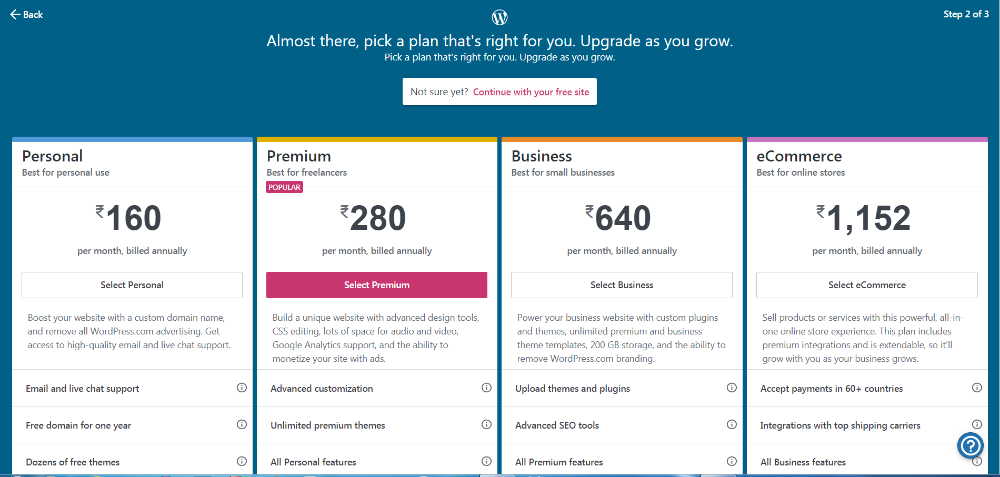 Back
Step 2 of 3
Almost there, pick a plan that's right for you. Upgrade as you grow.
Pick a plan that's right for you. Upgrade as you grow.
Not sure yet? Continue with your free site
Personal
Best for personal use
₹160
per month, billed annually
Select Personal
Boost your website with a custom domain name,
and remove all WordPress.com advertising. Get
access to high-quality email and live chat support.
Email and live chat support
Free domain for one year
Dozens of free themes
Premium
Best for freelancers
POPULAR
₹280
per month, billed annually
Select Premium
Build a unique website with advanced design tools,
CSS editing, lots of space for audio and video,
Google Analytics support, and the ability to
monetize your site with ads.
Advanced customization
Unlimited premium themes
All Personal features
Business
Best for small businesses
₹640
per month, billed annually
Select Business
Power your business website with custom plugins
and themes, unlimited premium and business
theme templates, 200 GB storage, and the ability to
remove WordPress.com branding.
Upload themes and plugins
Advanced SEO tools
All Premium features
eCommerce
Best for online stores
₹1,152
per month, billed annually
Select eCommerce
Sell products or services with this powerful, all-in-
one online store experience. This plan includes
premium integrations and is extendable, so it’ll
grow with you as your business grows.
Accept payments in 60+ countries
Integrations with top shipping carriers
All Business features